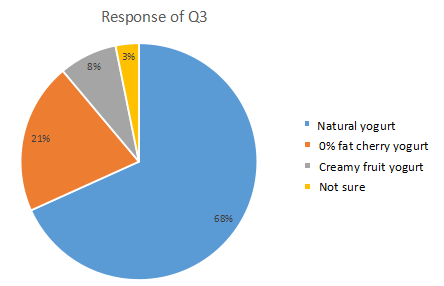 Response of Q3
3%
8%
21%
68%
Natural yogurt
0% fat cherry yogurt
Creamy fruit yogurt
Not sure